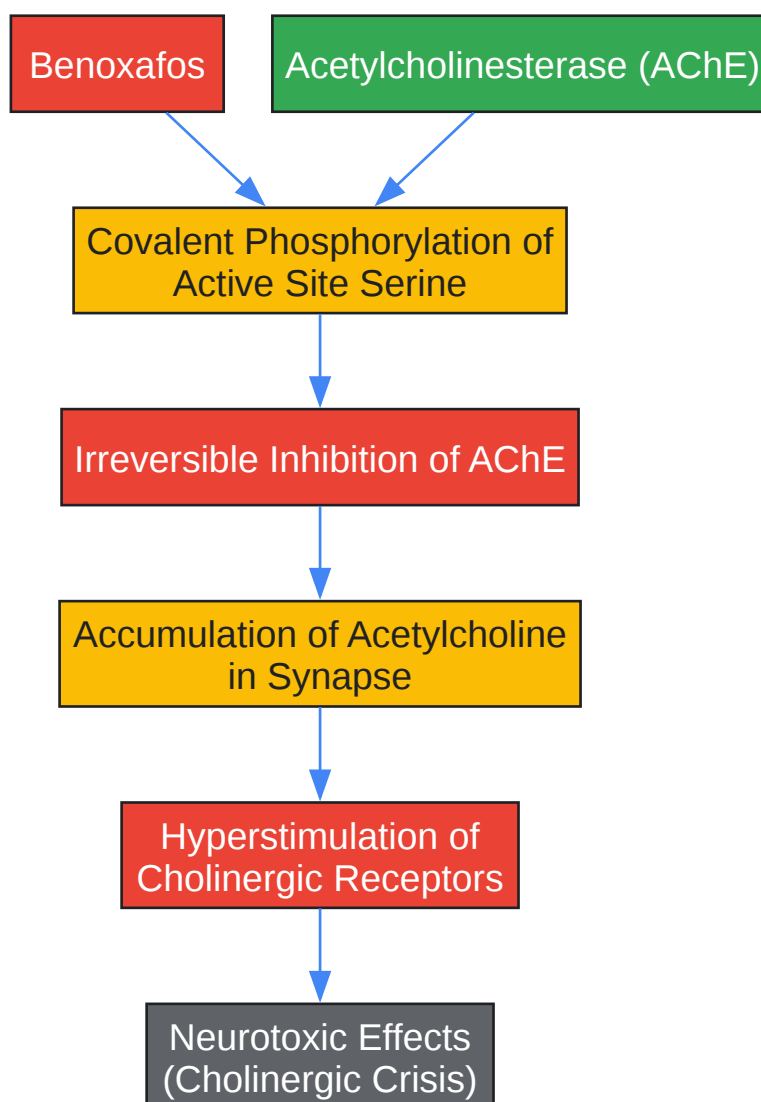 Benoxafos
Acetylcholinesterase (AChE)
Covalent Phosphorylation of
Active Site Serine
Irreversible Inhibition of AChE
Accumulation of Acetylcholine
in Synapse
Hyperstimulation of
Cholinergic Receptors
Neurotoxic Effects
(Cholinergic Crisis)